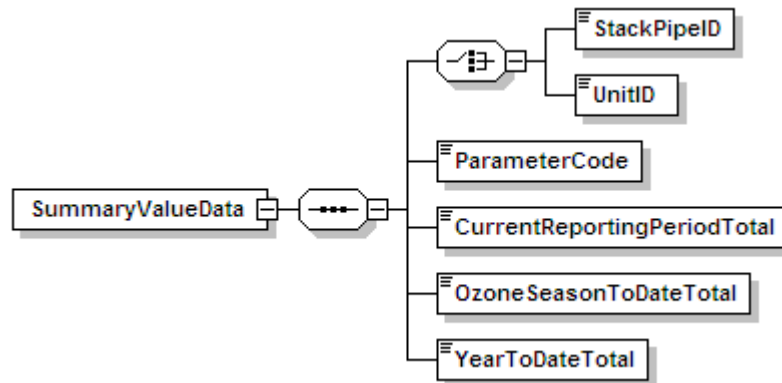 StackPipeID
UnitID
ParameterCode
SummaryValueData
CurrentReportingPeriodTotal
OzoneSeasonToDateTotal
YearToDateTotal